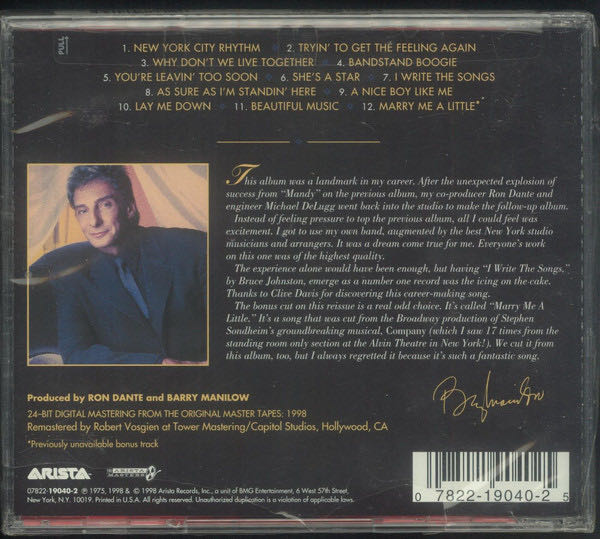 PULL
1. NEW YORK CITY RHYTHM 2. TRYIN' TO GET THE FEELING AGAIN
3. WHY DON'T WE LIVE TOGETHER 4. BANDSTAND BOOGIE
5. YOU'RE LEAVIN' TOO SOON 6. SHE'S A STAR 7. I WRITE THE SONGS
8. AS SURE AS I'M STANDIN' HERE 9. A NICE BOY LIKE ME
10. LAY ME DOWN 11. BEAUTIFUL MUSIC 12. MARRY ME A LITTLE*
This album was a landmark in my career. After the unexpected explosion of
success from "Mandy" on the previous album, my co-producer Ron Dante and
engineer Michael DeLugg went back into the studio to make the follow-up album.
Instead of feeling pressure to top the previous album, all I could feel was
excitement. I got to use my own band, augmented by the best New York studio
musicians and arrangers. It was a dream come true for me. Everyone's work
on this one was of the highest quality.
The experience alone would have been enough, but having "I Write The Songs,"
by Bruce Johnston, emerge as a number one record was the icing on the cake.
Thanks to Clive Davis for discovering this career-making song.
The bonus cut on this reissue is a real odd choice. It's called "Marry Me A
Little." It's a song that was cut from the Broadway production of Stephen
Sondheim's groundbreaking musical, Company (which I saw 17 times from the
standing room only section at the Alvin Theatre in New York!). We cut it from
this album, too, but I always regretted it because it's such a fantastic song.
Barry Manilow
Produced by RON DANTE and BARRY MANILOW
24-BIT DIGITAL MASTERING FROM THE ORIGINAL MASTER TAPES: 1998
Remastered by Robert Vosgien at Tower Mastering/Capitol Studios, Hollywood, CA
*Previously unavailable bonus track
ARISTA
ARISTA MASTERS
07822-19040-2 ℗ 1975, 1998 & © 1998 Arista Records, Inc., a unit of BMG Entertainment, 6 West 57th Street,
New York, N.Y. 10019. Printed in U.S.A. All rights reserved. Unauthorized duplication is a violation of applicable laws.
0 7822-19040-2 5